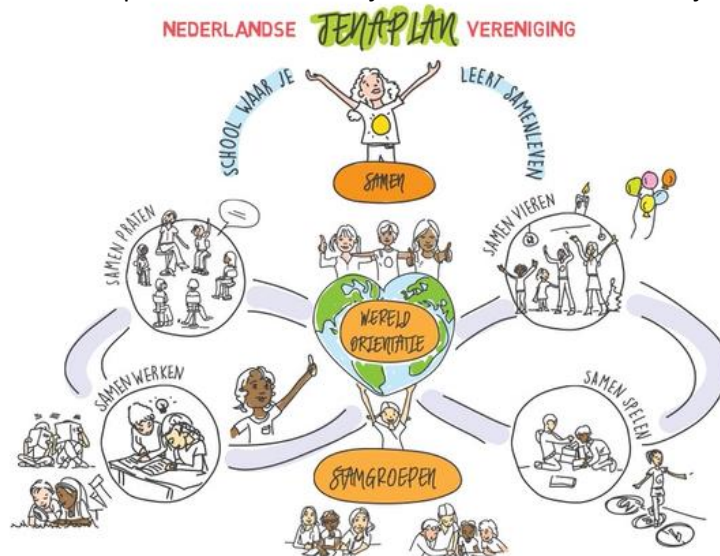 NEDERLANDSE JENAPLAN VERENIGING
SCHOOL WAAR JE
LEERT SAMENLEVEN
SAMEN
SAMEN PRATEN
SAMEN VIEREN
WERELD
ORIENTATIE
SAMEN WERKEN
SAMEN SPELEN
STAMGROEPEN